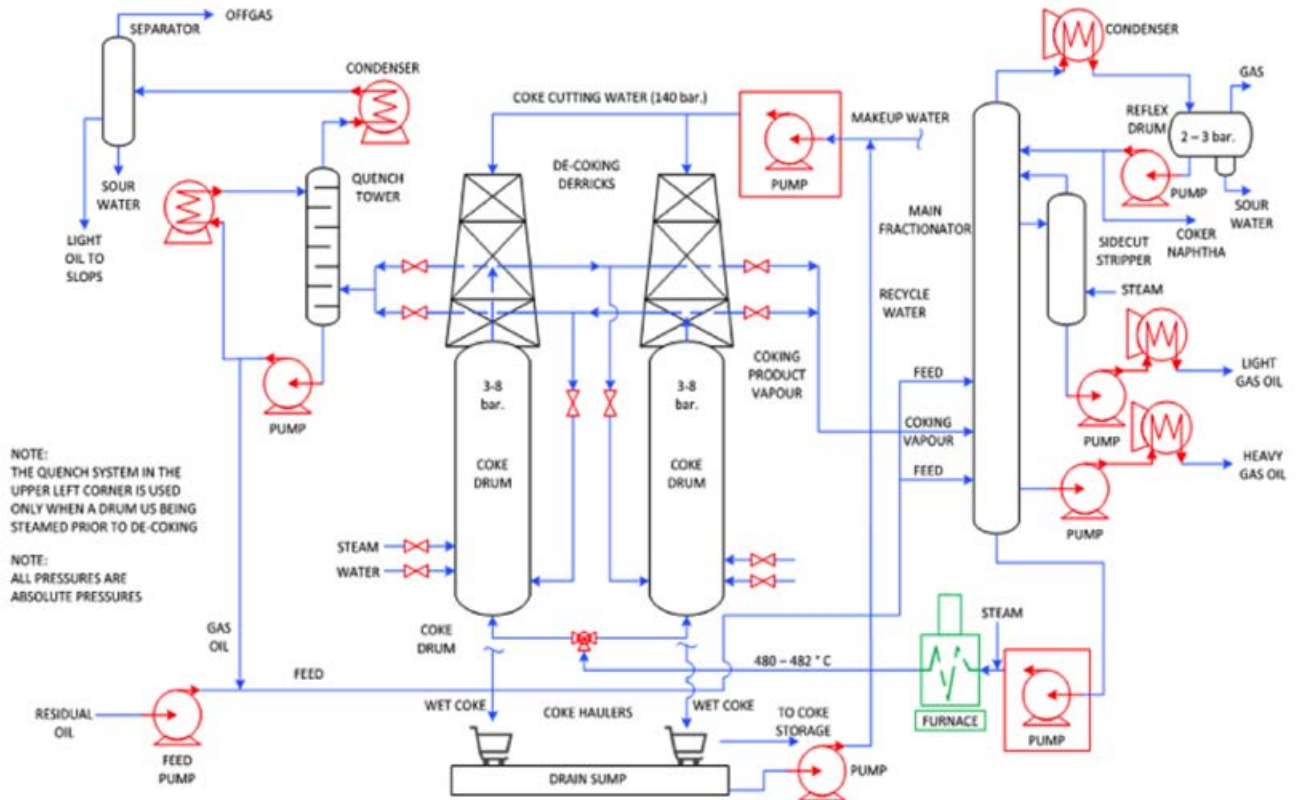 OFFGAS
SEPARATOR
CONDENSER
SOUR
WATER
LIGHT
OIL TO
SLOPS
QUENCH
TOWER
PUMP
COKE CUTTING WATER (140 bar.)
DE-COKING
DERRICKS
PUMP
MAKEUP WATER
CONDENSER
GAS
REFLEX
DRUM
2 – 3 bar.
PUMP
SOUR
WATER
COKER
NAPHTHA
MAIN
FRACTIONATOR
SIDECUT
STRIPPER
STEAM
RECYCLE
WATER
COKING
PRODUCT
VAPOUR
3-8
bar.
COKE
DRUM
3-8
bar.
COKE
DRUM
FEED
COKING
VAPOUR
FEED
LIGHT
GAS OIL
PUMP
HEAVY
GAS OIL
PUMP
NOTE:
THE QUENCH SYSTEM IN THE
UPPER LEFT CORNER IS USED
ONLY WHEN A DRUM US BEING
STEAMED PRIOR TO DE-COKING
NOTE:
ALL PRESSURES ARE
ABSOLUTE PRESSURES
STEAM
WATER
COKE
DRUM
GAS
OIL
FEED
480 – 482 ° C
STEAM
FURNACE
PUMP
RESIDUAL
OIL
FEED
PUMP
WET COKE
COKE HAULERS
WET COKE
TO COKE
STORAGE
DRAIN SUMP
PUMP